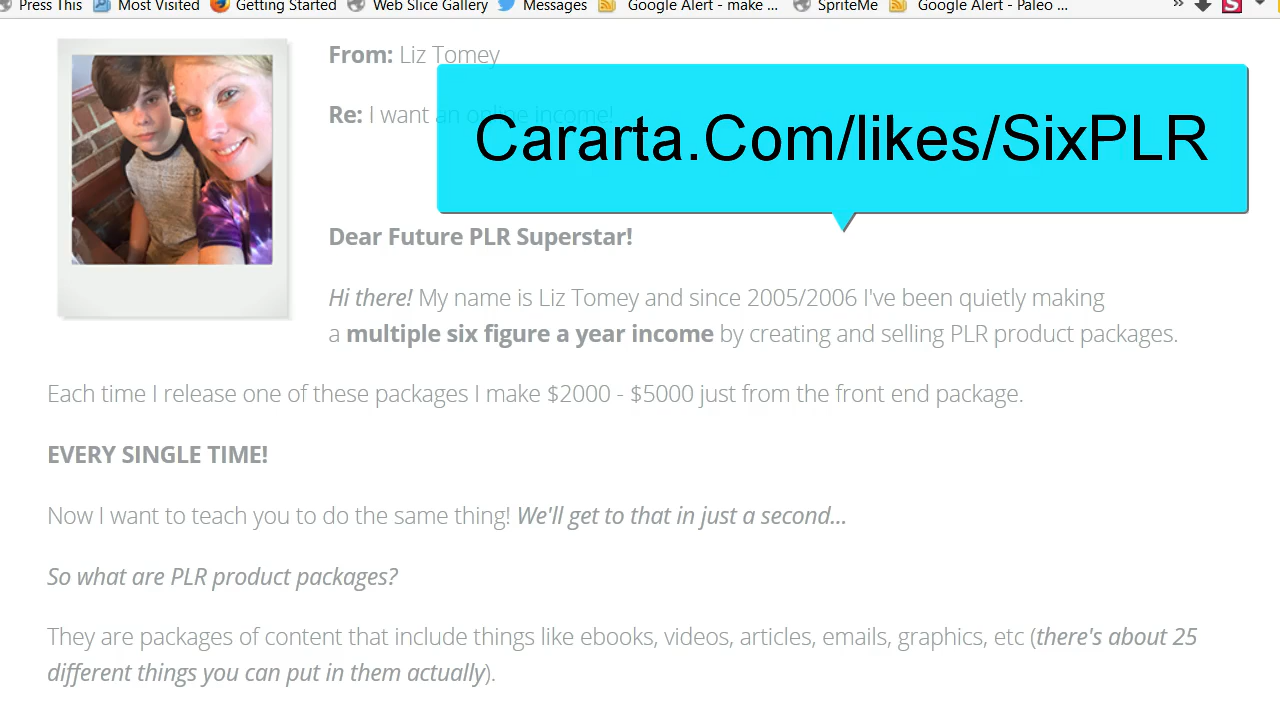 Press This Most Visited Getting Started Web Slice Gallery Messages Google Alert - make ... SpriteMe Google Alert - Paleo ... » S
From: Liz Tomey
Re: I want an online income!
Cararta.Com/likes/SixPLR
Dear Future PLR Superstar!
Hi there! My name is Liz Tomey and since 2005/2006 I've been quietly making
a multiple six figure a year income by creating and selling PLR product packages.
Each time I release one of these packages I make $2000 - $5000 just from the front end package.
EVERY SINGLE TIME!
Now I want to teach you to do the same thing! We'll get to that in just a second...
So what are PLR product packages?
They are packages of content that include things like ebooks, videos, articles, emails, graphics, etc (there's about 25
different things you can put in them actually).